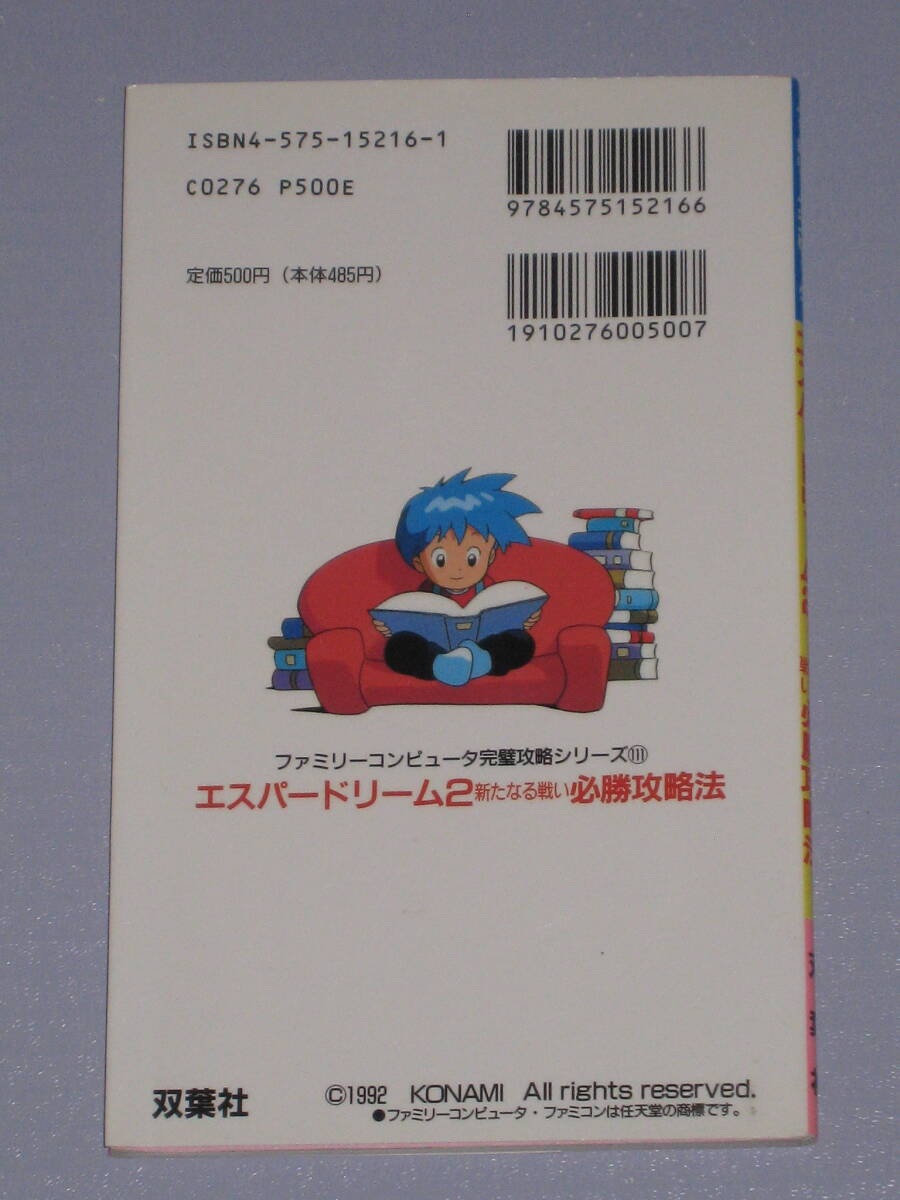 ISBN4-575-15216-1
C0276 P500E
9784575152166
定価500円（本体485円）
1910276005007
ファミリーコンピュータ完璧攻略シリーズ⑪
エスパードリーム2新たなる戦い必勝攻略法
双葉社
©1992 KONAMI All rights reserved.
●ファミリーコンピュータ・ファミコンは任天堂の商標です。